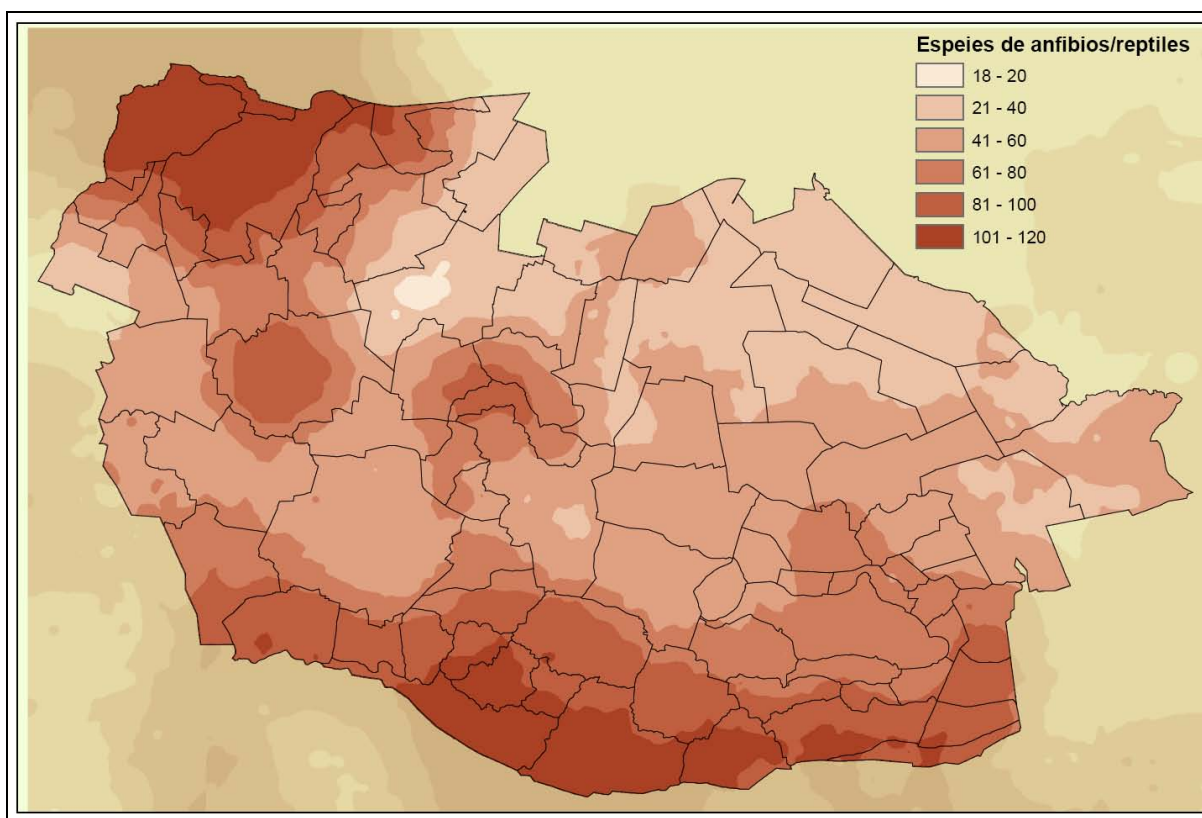 Espeies de anfibios/reptiles
18 - 20
21 - 40
41 - 60
61 - 80
81 - 100
101 - 120